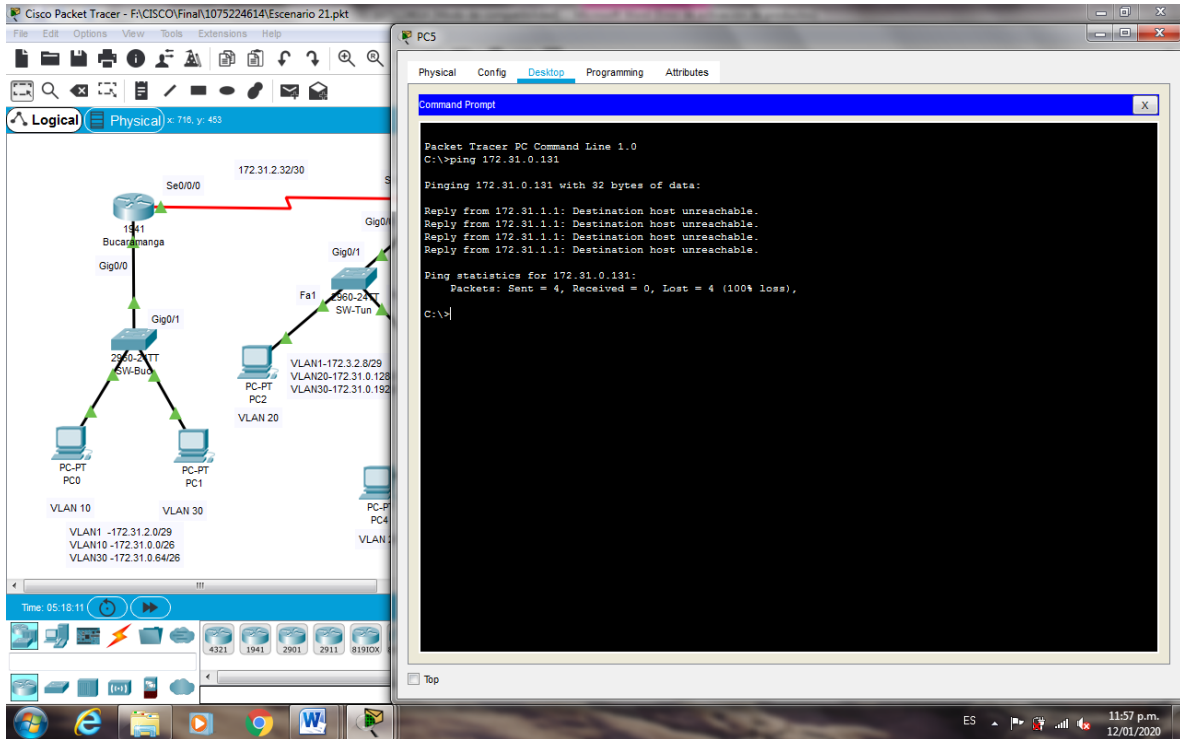 Cisco Packet Tracer - F:\CISCO\Final\1075224614\Escenario 21.pkt
File Edit Options View Tools Extensions Help
Logical
Physical
x: 716, y: 453
172.31.2.32/30
Se0/0/0
1941
Bucaramanga
Gig0/0
Gig0/1
2960-24TT
SW-Buc
PC-PT
PC0
PC-PT
PC1
VLAN 10
VLAN 30
VLAN1 -172.31.2.0/29
VLAN10 -172.31.0.0/26
VLAN30 -172.31.0.64/26
Gig0/
Gig0/1
Fa1
2960-24TT
SW-Tun
PC-PT
PC2
VLAN 20
VLAN1-172.3.2.8/29
VLAN20-172.31.0.128
VLAN30-172.31.0.192
PC-P
PC4
VLAN
Time: 05:18:11
4321 1941 2901 2911 819IOX
PC5
Physical Config Desktop Programming Attributes
Command Prompt
X
Packet Tracer PC Command Line 1.0
C:\>ping 172.31.0.131
Pinging 172.31.0.131 with 32 bytes of data:
Reply from 172.31.1.1: Destination host unreachable.
Reply from 172.31.1.1: Destination host unreachable.
Reply from 172.31.1.1: Destination host unreachable.
Reply from 172.31.1.1: Destination host unreachable.
Ping statistics for 172.31.0.131:
Packets: Sent = 4, Received = 0, Lost = 4 (100% loss),
C:\>
Top
ES
11:57 p.m.
12/01/2020